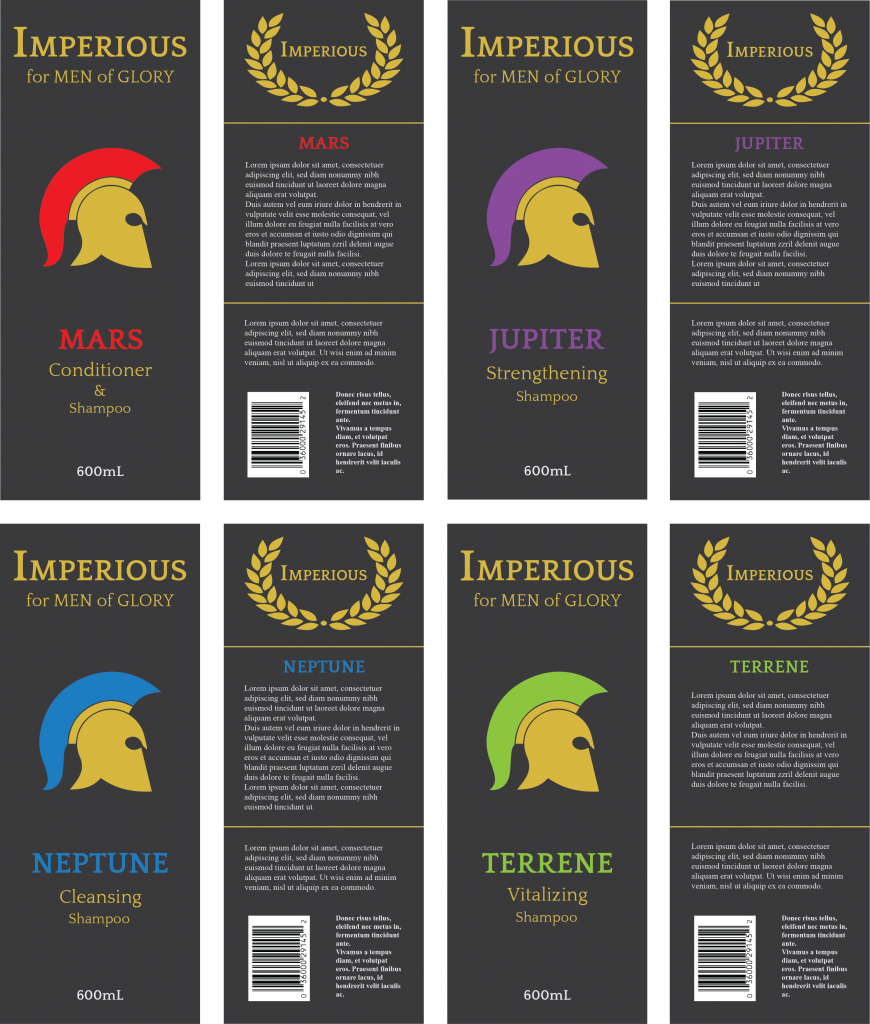 IMPERIOUS
for MEN of GLORY
MARS
Conditioner
&
Shampoo
600mL
IMPERIOUS
MARS
Lorem ipsum dolor sit amet, consectetuer
adipiscing elit, sed diam nonummy nibh
euismod tincidunt ut laoreet dolore magna
aliquam erat volutpat.
Duis autem vel eum iriure dolor in hendrerit in
vulputate velit esse molestie consequat, vel
illum dolore eu feugiat nulla facilisis at vero
eros et accumsan et iusto odio dignissim qui
blandit praesent luptatum zzril delenit augue
duis dolore te feugait nulla facilisi.
Lorem ipsum dolor sit amet, consectetuer
adipiscing elit, sed diam nonummy nibh
euismod tincidunt ut
Lorem ipsum dolor sit amet, consectetuer
adipiscing elit, sed diam nonummy nibh
euismod tincidunt ut laoreet dolore magna
aliquam erat volutpat. Ut wisi enim ad minim
veniam, nisl ut aliquip ex ea commodo.
0 36000 29145 2
Donec risus tellus,
eleifend nec metus in,
fermentum tincidunt
ante.
Vivamus a tempus
diam, et volutpat
eros. Praesent finibus
ornare lacus, id
hendrerit velit iaculis
ac.
IMPERIOUS
for MEN of GLORY
JUPITER
Strengthening
Shampoo
600mL
IMPERIOUS
JUPITER
Lorem ipsum dolor sit amet, consectetuer
adipiscing elit, sed diam nonummy nibh
euismod tincidunt ut laoreet dolore magna
aliquam erat volutpat.
Duis autem vel eum iriure dolor in hendrerit in
vulputate velit esse molestie consequat, vel
illum dolore eu feugiat nulla facilisis at vero
eros et accumsan et iusto odio dignissim qui
blandit praesent luptatum zzril delenit augue
duis dolore te feugait nulla facilisi.
Lorem ipsum dolor sit amet, consectetuer
adipiscing elit, sed diam nonummy nibh
euismod tincidunt ut
Lorem ipsum dolor sit amet, consectetuer
adipiscing elit, sed diam nonummy nibh
euismod tincidunt ut laoreet dolore magna
aliquam erat volutpat. Ut wisi enim ad minim
veniam, nisl ut aliquip ex ea commodo.
0 36000 29145 2
Donec risus tellus,
eleifend nec metus in,
fermentum tincidunt
ante.
Vivamus a tempus
diam, et volutpat
eros. Praesent finibus
ornare lacus, id
hendrerit velit iaculis
ac.
IMPERIOUS
for MEN of GLORY
NEPTUNE
Cleansing
Shampoo
600mL
IMPERIOUS
NEPTUNE
Lorem ipsum dolor sit amet, consectetuer
adipiscing elit, sed diam nonummy nibh
euismod tincidunt ut laoreet dolore magna
aliquam erat volutpat.
Duis autem vel eum iriure dolor in hendrerit in
vulputate velit esse molestie consequat, vel
illum dolore eu feugiat nulla facilisis at vero
eros et accumsan et iusto odio dignissim qui
blandit praesent luptatum zzril delenit augue
duis dolore te feugait nulla facilisi.
Lorem ipsum dolor sit amet, consectetuer
adipiscing elit, sed diam nonummy nibh
euismod tincidunt ut
Lorem ipsum dolor sit amet, consectetuer
adipiscing elit, sed diam nonummy nibh
euismod tincidunt ut laoreet dolore magna
aliquam erat volutpat. Ut wisi enim ad minim
veniam, nisl ut aliquip ex ea commodo.
0 36000 29145 2
Donec risus tellus,
eleifend nec metus in,
fermentum tincidunt
ante.
Vivamus a tempus
diam, et volutpat
eros. Praesent finibus
ornare lacus, id
hendrerit velit iaculis
ac.
IMPERIOUS
for MEN of GLORY
TERRENE
Vitalizing
Shampoo
600mL
IMPERIOUS
TERRENE
Lorem ipsum dolor sit amet, consectetuer
adipiscing elit, sed diam nonummy nibh
euismod tincidunt ut laoreet dolore magna
aliquam erat volutpat.
Duis autem vel eum iriure dolor in hendrerit in
vulputate velit esse molestie consequat, vel
illum dolore eu feugiat nulla facilisis at vero
eros et accumsan et iusto odio dignissim qui
blandit praesent luptatum zzril delenit augue
duis dolore te feugait nulla facilisi.
Lorem ipsum dolor sit amet, consectetuer
adipiscing elit, sed diam nonummy nibh
euismod tincidunt ut laoreet dolore magna
aliquam erat volutpat. Ut wisi enim ad minim
veniam, nisl ut aliquip ex ea commodo.
0 36000 29145 2
Donec risus tellus,
eleifend nec metus in,
fermentum tincidunt
ante.
Vivamus a tempus
diam, et volutpat
eros. Praesent finibus
ornare lacus, id
hendrerit velit iaculis
ac.